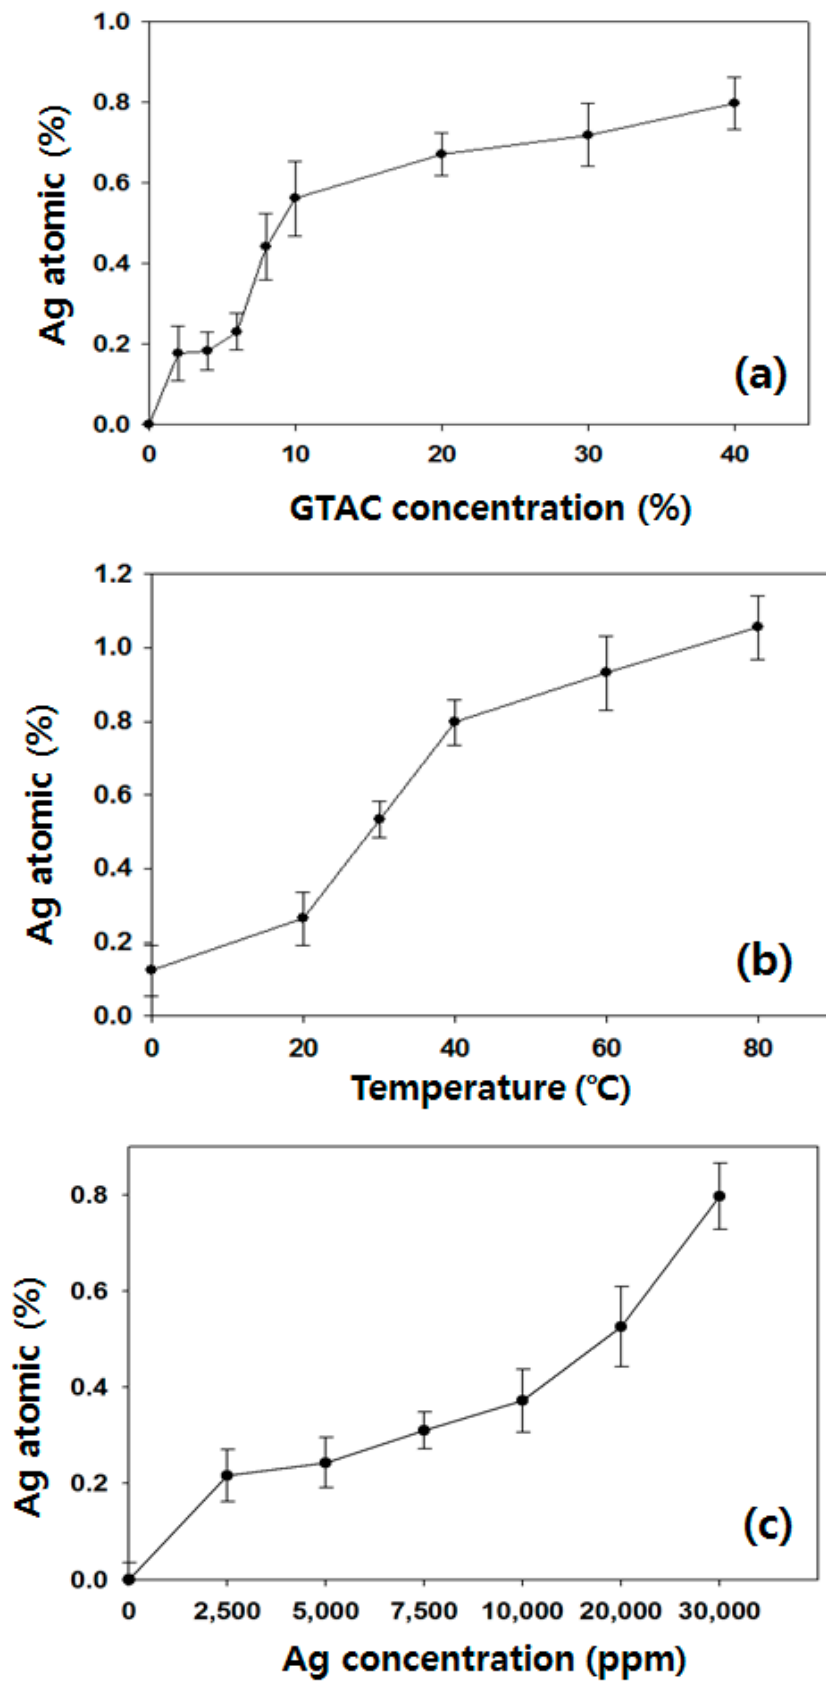 1.0
0.8
0.6
0.4
0.2
0.0
Ag atomic (%)
(a)
0 10 20 30 40
GTAC concentration (%)
1.2
1.0
0.8
0.6
0.4
0.2
0.0
Ag atomic (%)
(b)
0 20 40 60 80
Temperature (℃)
0.8
0.6
0.4
0.2
0.0
Ag atomic (%)
(c)
0 2,500 5,000 7,500 10,000 20,000 30,000
Ag concentration (ppm)